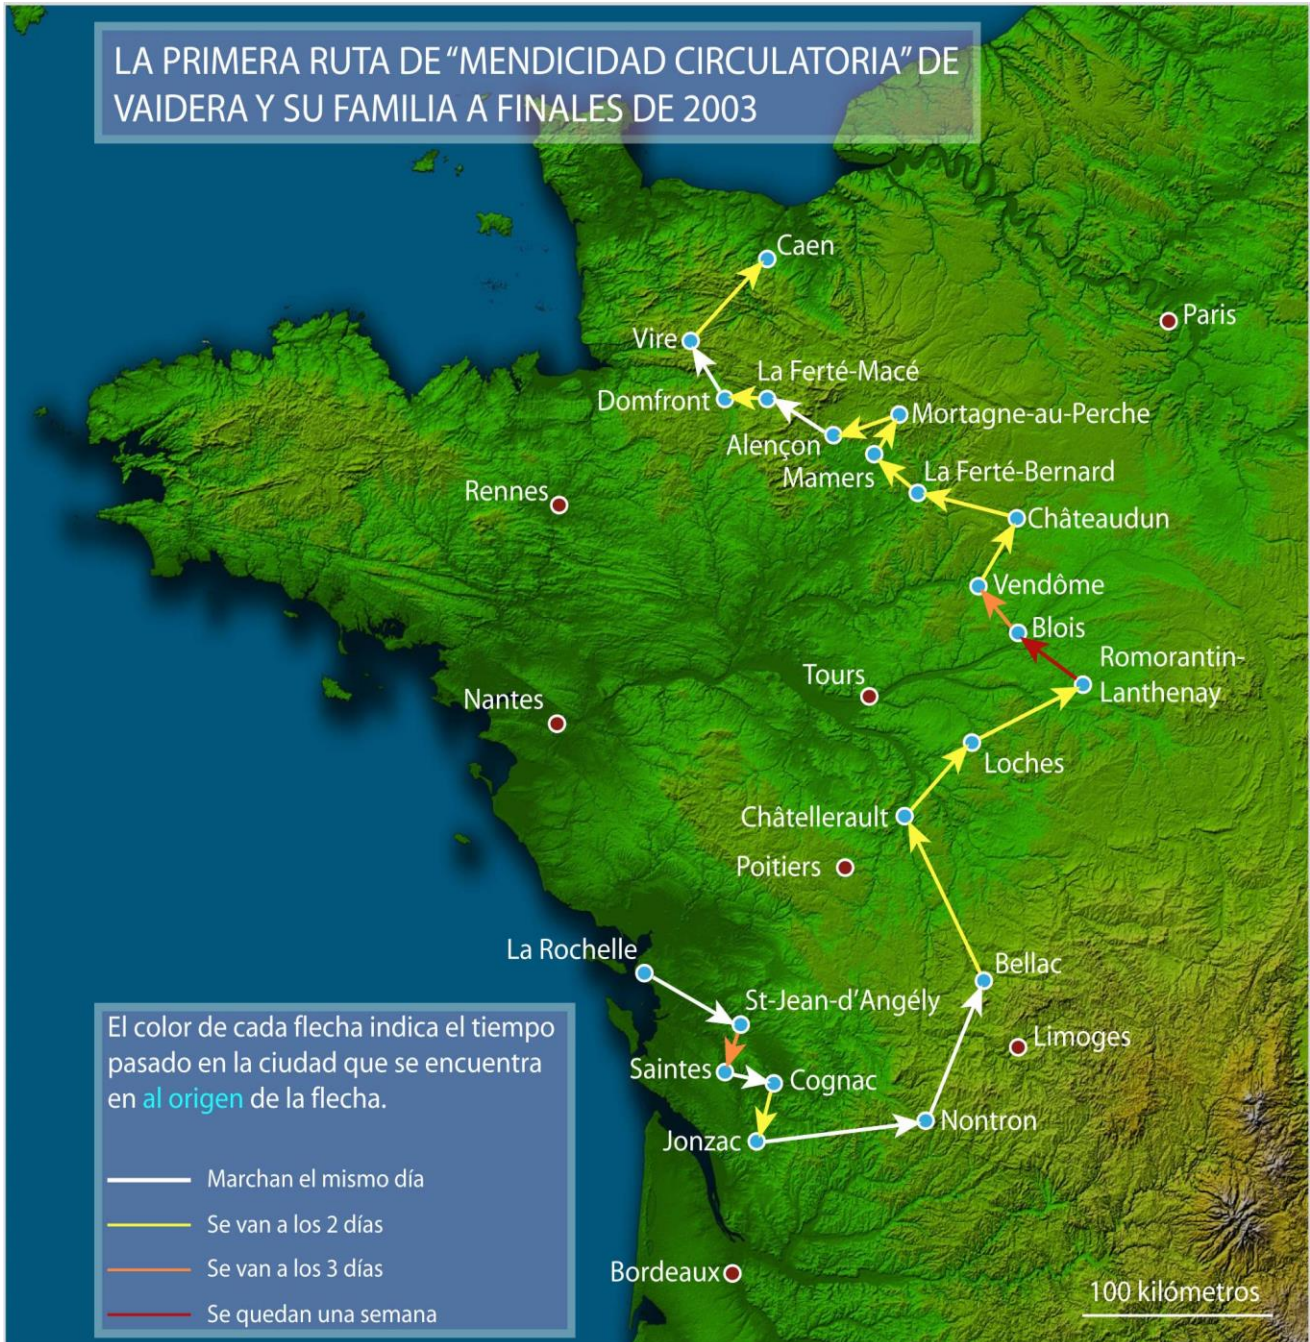 LA PRIMERA RUTA DE “MENDICIDAD CIRCULATORIA” DE
VAIDERA Y SU FAMILIA A FINALES DE 2003
Caen
Paris
Vire
La Ferté-Macé
Domfront
Mortagne-au-Perche
Alençon
Mamers
La Ferté-Bernard
Rennes
Châteaudun
Vendôme
Blois
Tours
Romorantin-
Lanthenay
Nantes
Loches
Châtellerault
Poitiers
La Rochelle
Bellac
St-Jean-d’Angély
Limoges
Saintes
Cognac
Nontron
Jonzac
Bordeaux
El color de cada flecha indica el tiempo
pasado en la ciudad que se encuentra
en al origen de la flecha.
Marchan el mismo día
Se van a los 2 días
Se van a los 3 días
Se quedan una semana
100 kilómetros